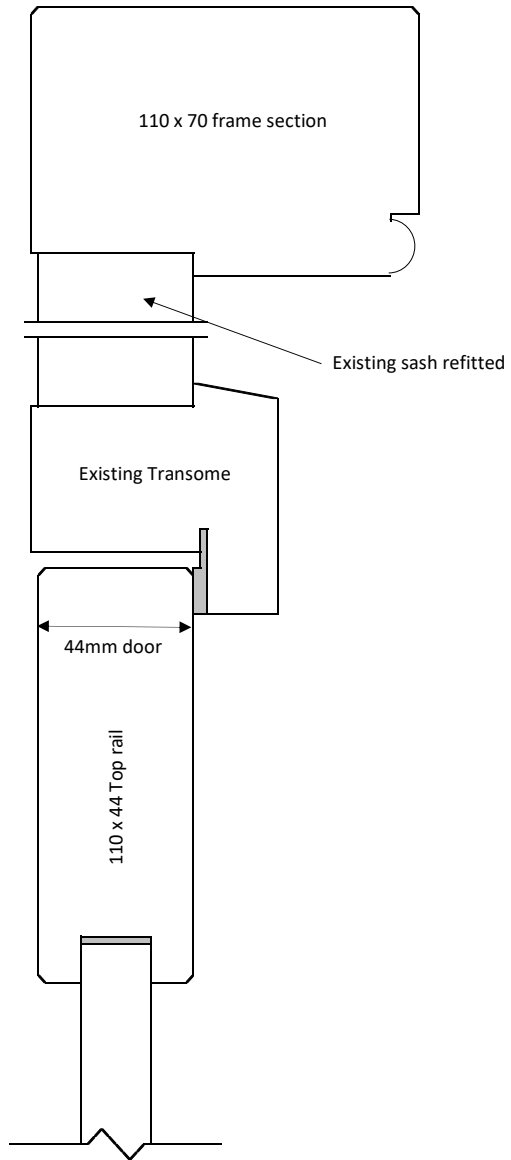 110 x 70 frame section
Existing sash refitted
Existing Transome
44mm door
110 x 44 Top rail